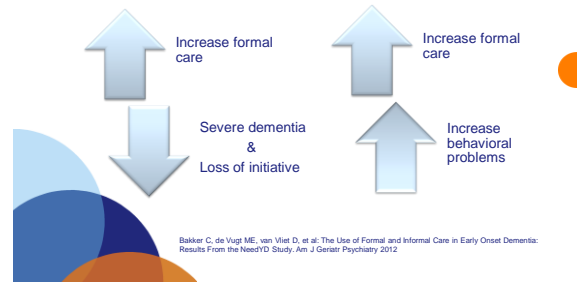 Increase formal
care
Increase formal
care
Severe dementia
&
Loss of initiative
Increase
behavioral
problems
Bakker C, de Vugt ME, van Vliet D, et al: The Use of Formal and Informal Care in Early Onset Dementia:
Results From the NeedYD Study. Am J Geriatr Psychiatry 2012